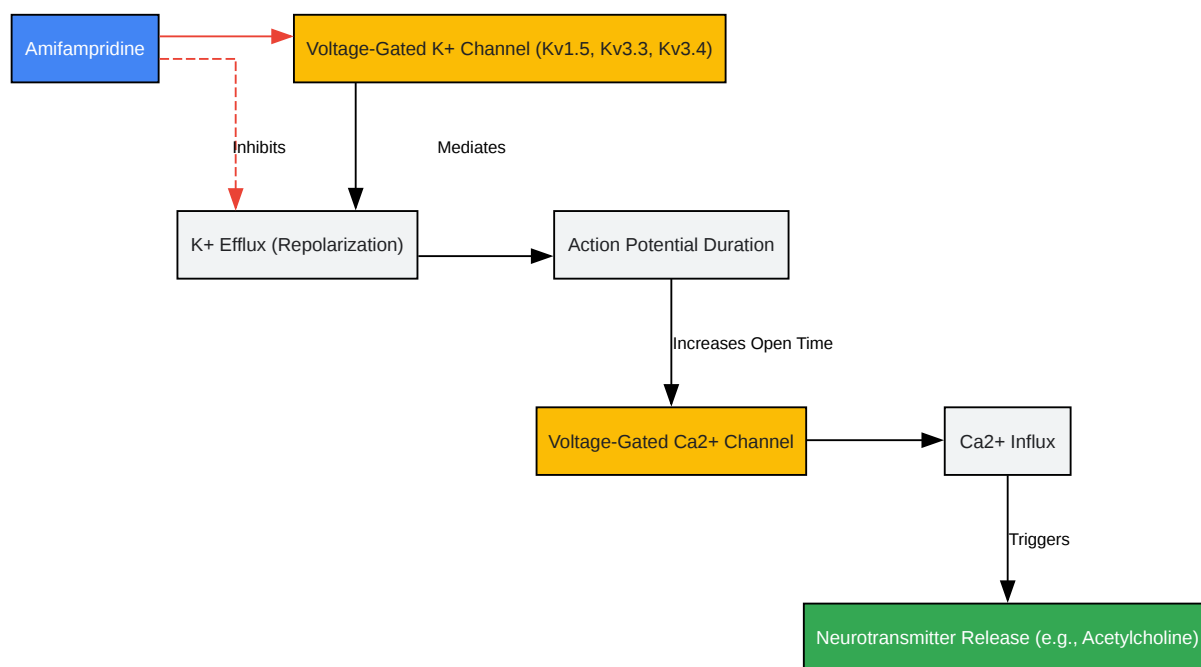 Amifampridine
Voltage-Gated K+ Channel (Kv1.5, Kv3.3, Kv3.4)
Inhibits
Mediates
K+ Efflux (Repolarization)
Action Potential Duration
Increases Open Time
Voltage-Gated Ca2+ Channel
Ca2+ Influx
Triggers
Neurotransmitter Release (e.g., Acetylcholine)